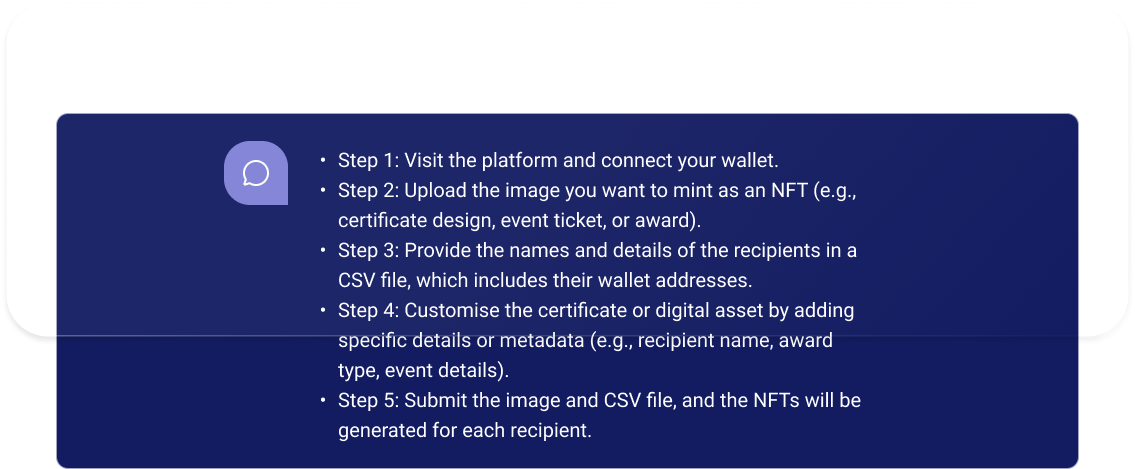 • Step 1: Visit the platform and connect your wallet.
• Step 2: Upload the image you want to mint as an NFT (e.g.,
certificate design, event ticket, or award).
• Step 3: Provide the names and details of the recipients in a
CSV file, which includes their wallet addresses.
• Step 4: Customise the certificate or digital asset by adding
specific details or metadata (e.g., recipient name, award
type, event details).
• Step 5: Submit the image and CSV file, and the NFTs will be
generated for each recipient.